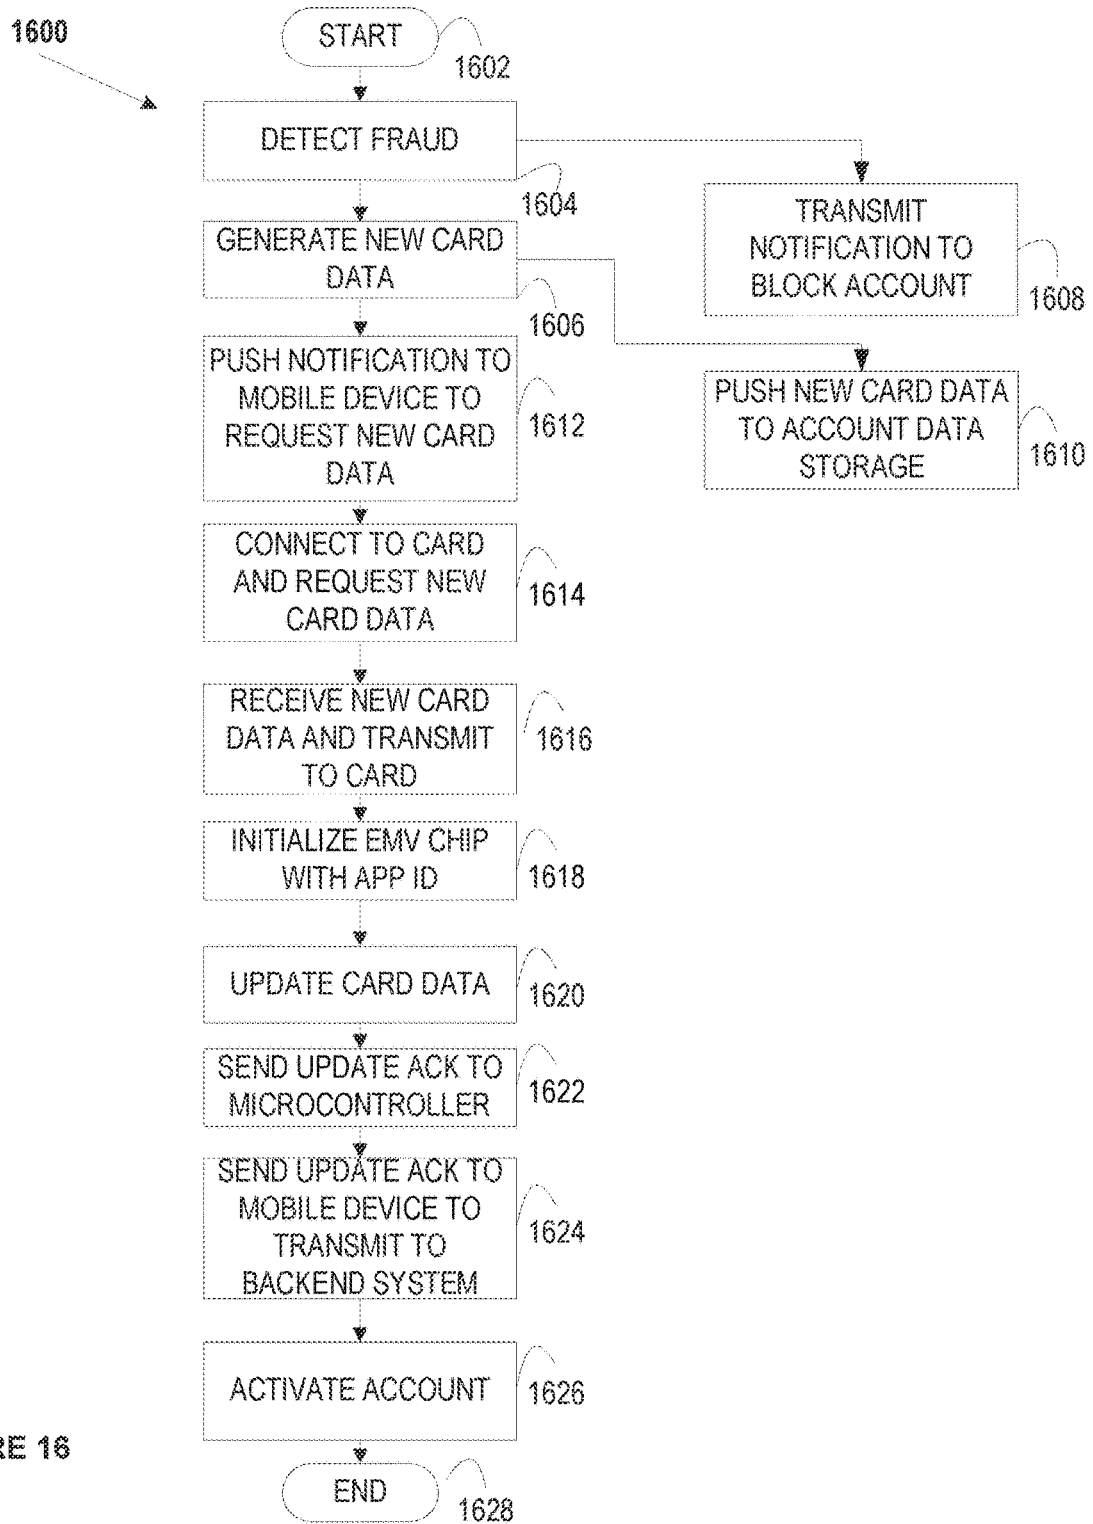 1600
START
1602
DETECT FRAUD
1604
TRANSMIT
NOTIFICATION TO
BLOCK ACCOUNT
1608
GENERATE NEW CARD
DATA
1606
PUSH NEW CARD DATA
TO ACCOUNT DATA
STORAGE
1610
PUSH NOTIFICATION TO
MOBILE DEVICE TO
REQUEST NEW CARD
DATA
1612
CONNECT TO CARD
AND REQUEST NEW
CARD DATA
1614
RECEIVE NEW CARD
DATA AND TRANSMIT
TO CARD
1616
INITIALIZE EMV CHIP
WITH APP ID
1618
UPDATE CARD DATA
1620
SEND UPDATE ACK TO
MICROCONTROLLER
1622
SEND UPDATE ACK TO
MOBILE DEVICE TO
TRANSMIT TO
BACKEND SYSTEM
1624
ACTIVATE ACCOUNT
1626
RE 16
END
1628